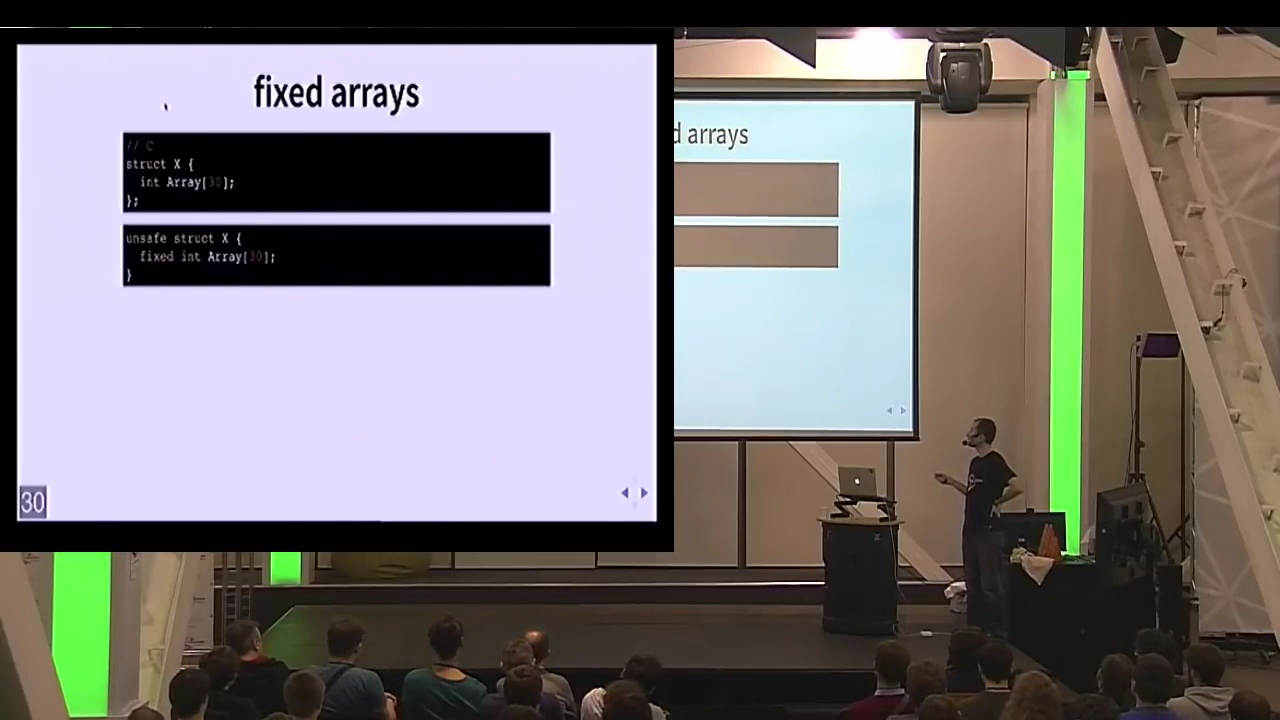 fixed arrays
// C
struct X {
int Array[30];
};
unsafe struct X {
fixed int Array[30];
}
30
d arrays